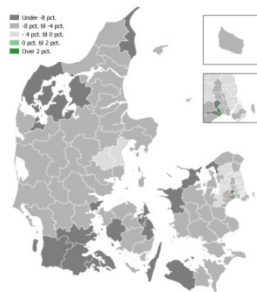 Under -8 pct.
-8 pct. til -4 pct.
- 4 pct. til 0 pct.
0 pct. til 2 pct.
Over 2 pct.